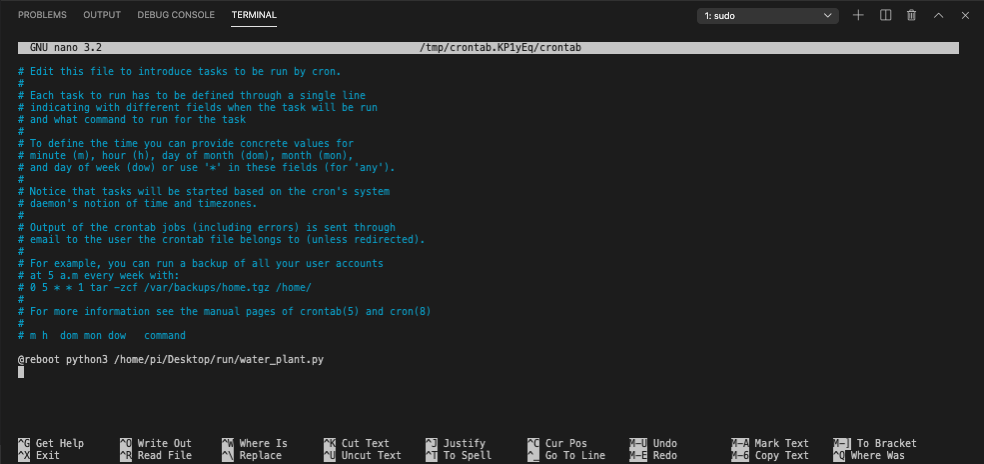 PROBLEMS OUTPUT DEBUG CONSOLE TERMINAL 1: sudo
GNU nano 3.2 /tmp/crontab.KP1yEq/crontab
# Edit this file to introduce tasks to be run by cron.
#
# Each task to run has to be defined through a single line
# indicating with different fields when the task will be run
# and what command to run for the task
#
# To define the time you can provide concrete values for
# minute (m), hour (h), day of month (dom), month (mon),
# and day of week (dow) or use '*' in these fields (for 'any').
#
# Notice that tasks will be started based on the cron's system
# daemon's notion of time and timezones.
#
# Output of the crontab jobs (including errors) is sent through
# email to the user the crontab file belongs to (unless redirected).
#
# For example, you can run a backup of all your user accounts
# at 5 a.m every week with:
# 0 5 * * 1 tar -zcf /var/backups/home.tgz /home/
#
# For more information see the manual pages of crontab(5) and cron(8)
#
# m h  dom mon dow   command
@reboot python3 /home/pi/Desktop/run/water_plant.py
^G Get Help ^O Write Out ^W Where Is ^K Cut Text ^J Justify ^C Cur Pos M-U Undo M-A Mark Text M-] To Bracket
^X Exit ^R Read File ^\ Replace ^U Uncut Text ^T To Spell ^_ Go To Line M-E Redo M-6 Copy Text ^Q Where Was